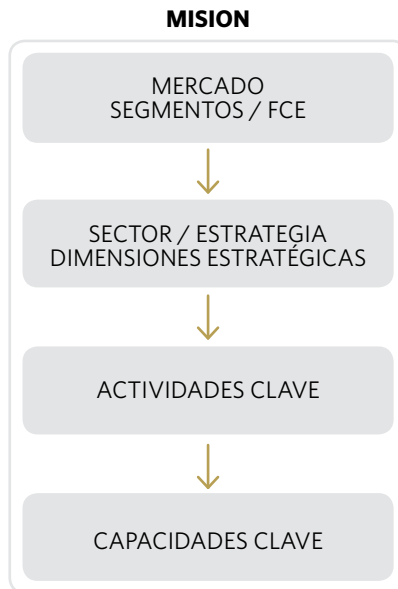 MISION
MERCADO
SEGMENTOS / FCE
SECTOR / ESTRATEGIA
DIMENSIONES ESTRATÉGICAS
ACTIVIDADES CLAVE
CAPACIDADES CLAVE